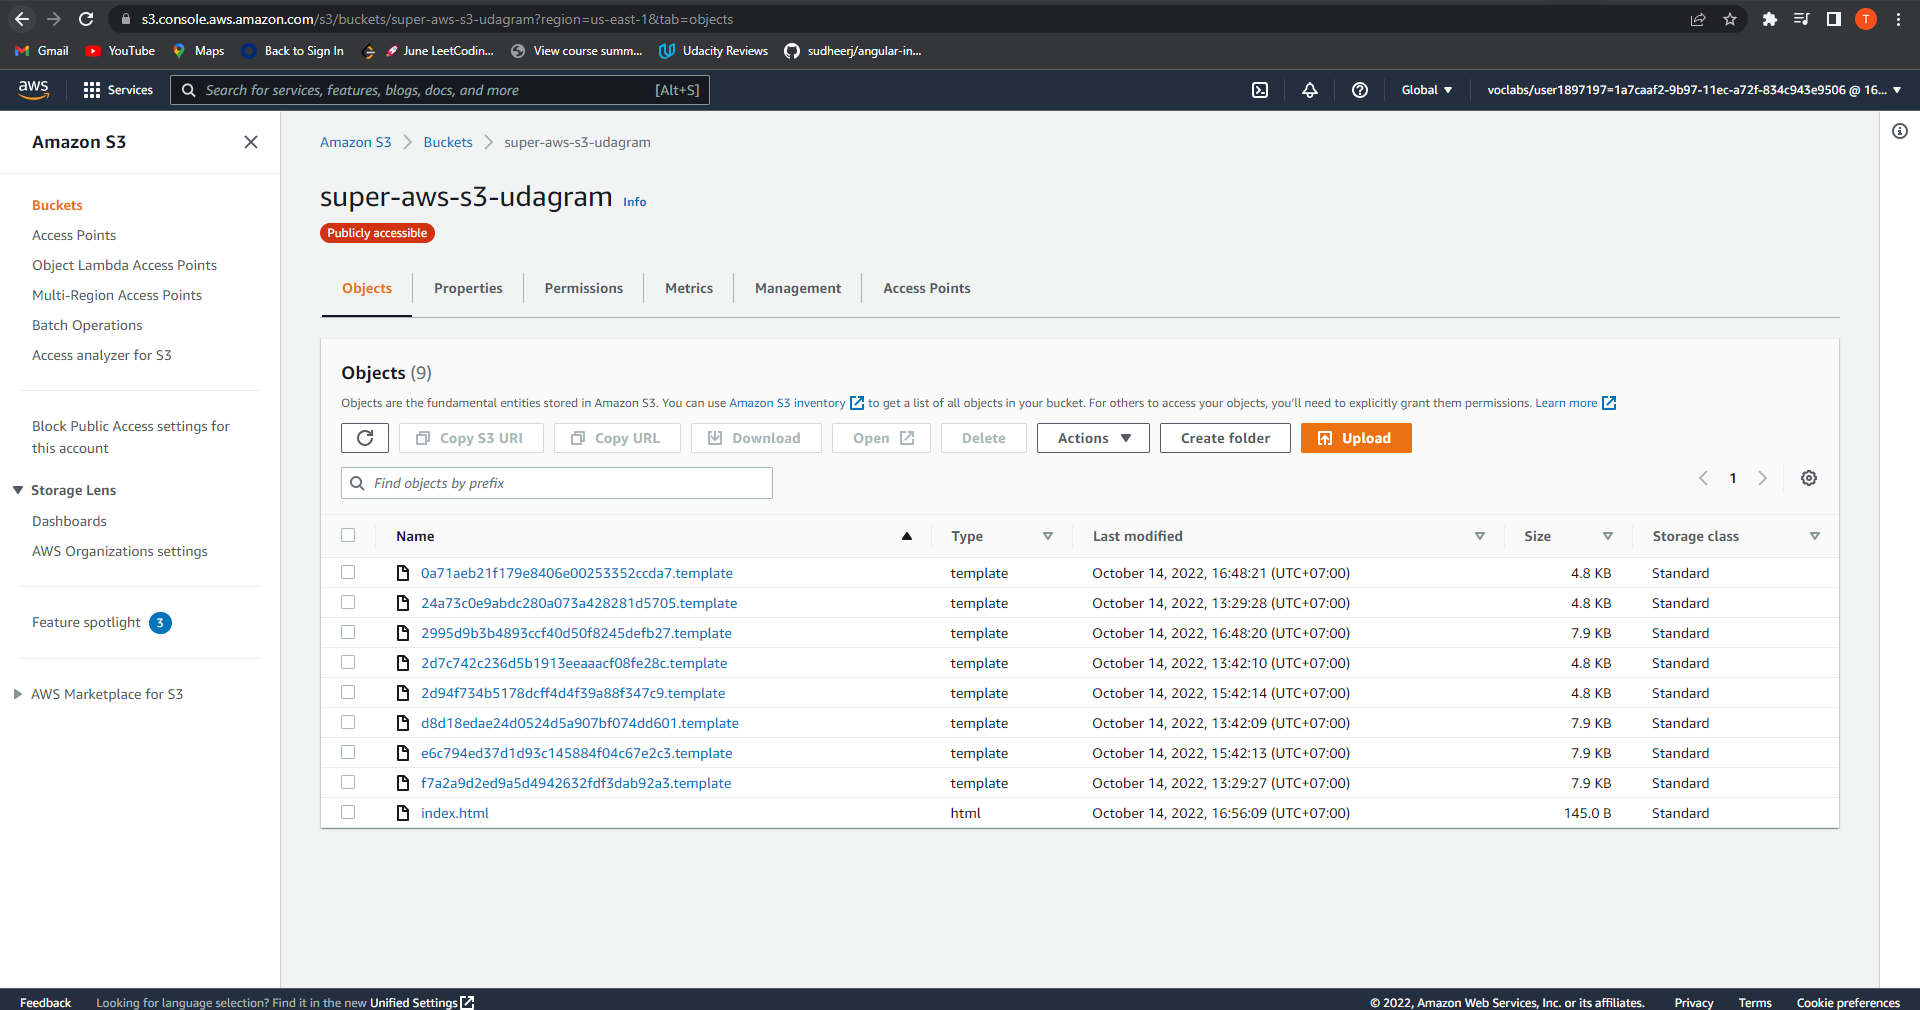 s3.console.aws.amazon.com/s3/buckets/super-aws-s3-udagram?region=us-east-1&tab=objects
T
Gmail YouTube Maps Back to Sign In June LeetCodin... View course summ... Udacity Reviews sudheerj/angular-in...
aws Services Search for services, features, blogs, docs, and more [Alt+S] Global voclabs/user1897197=1a7caaf2-9b97-11ec-a72f-834c943e9506 @ 16...
Amazon S3
Buckets
Access Points
Object Lambda Access Points
Multi-Region Access Points
Batch Operations
Access analyzer for S3
Block Public Access settings for
this account
Storage Lens
Dashboards
AWS Organizations settings
Feature spotlight 3
AWS Marketplace for S3
Amazon S3 Buckets super-aws-s3-udagram
super-aws-s3-udagram Info
Publicly accessible
Objects Properties Permissions Metrics Management Access Points
Objects (9)
Objects are the fundamental entities stored in Amazon S3. You can use Amazon S3 inventory to get a list of all objects in your bucket. For others to access your objects, you'll need to explicitly grant them permissions. Learn more
Copy S3 URI Copy URL Download Open Delete Actions Create folder Upload
Find objects by prefix 1
Name Type Last modified Size Storage class
0a71aeb21f179e8406e00253352ccda7.template template October 14, 2022, 16:48:21 (UTC+07:00) 4.8 KB Standard
24a73c0e9abdc280a073a428281d5705.template template October 14, 2022, 13:29:28 (UTC+07:00) 4.8 KB Standard
2995d9b3b4893ccf40d50f8245defb27.template template October 14, 2022, 16:48:20 (UTC+07:00) 7.9 KB Standard
2d7c742c236d5b1913eeaaacf08fe28c.template template October 14, 2022, 13:42:10 (UTC+07:00) 4.8 KB Standard
2d94f734b5178dcff4d4f39a88f347c9.template template October 14, 2022, 15:42:14 (UTC+07:00) 4.8 KB Standard
d8d18edae24d0524d5a907bf074dd601.template template October 14, 2022, 13:42:09 (UTC+07:00) 7.9 KB Standard
e6c794ed37d1d93c145884f04c67e2c3.template template October 14, 2022, 15:42:13 (UTC+07:00) 7.9 KB Standard
f7a2a9d2ed9a5d4942632fdf3dab92a3.template template October 14, 2022, 13:29:27 (UTC+07:00) 7.9 KB Standard
index.html html October 14, 2022, 16:56:09 (UTC+07:00) 145.0 B Standard
Feedback Looking for language selection? Find it in the new Unified Settings © 2022, Amazon Web Services, Inc. or its affiliates. Privacy Terms Cookie preferences